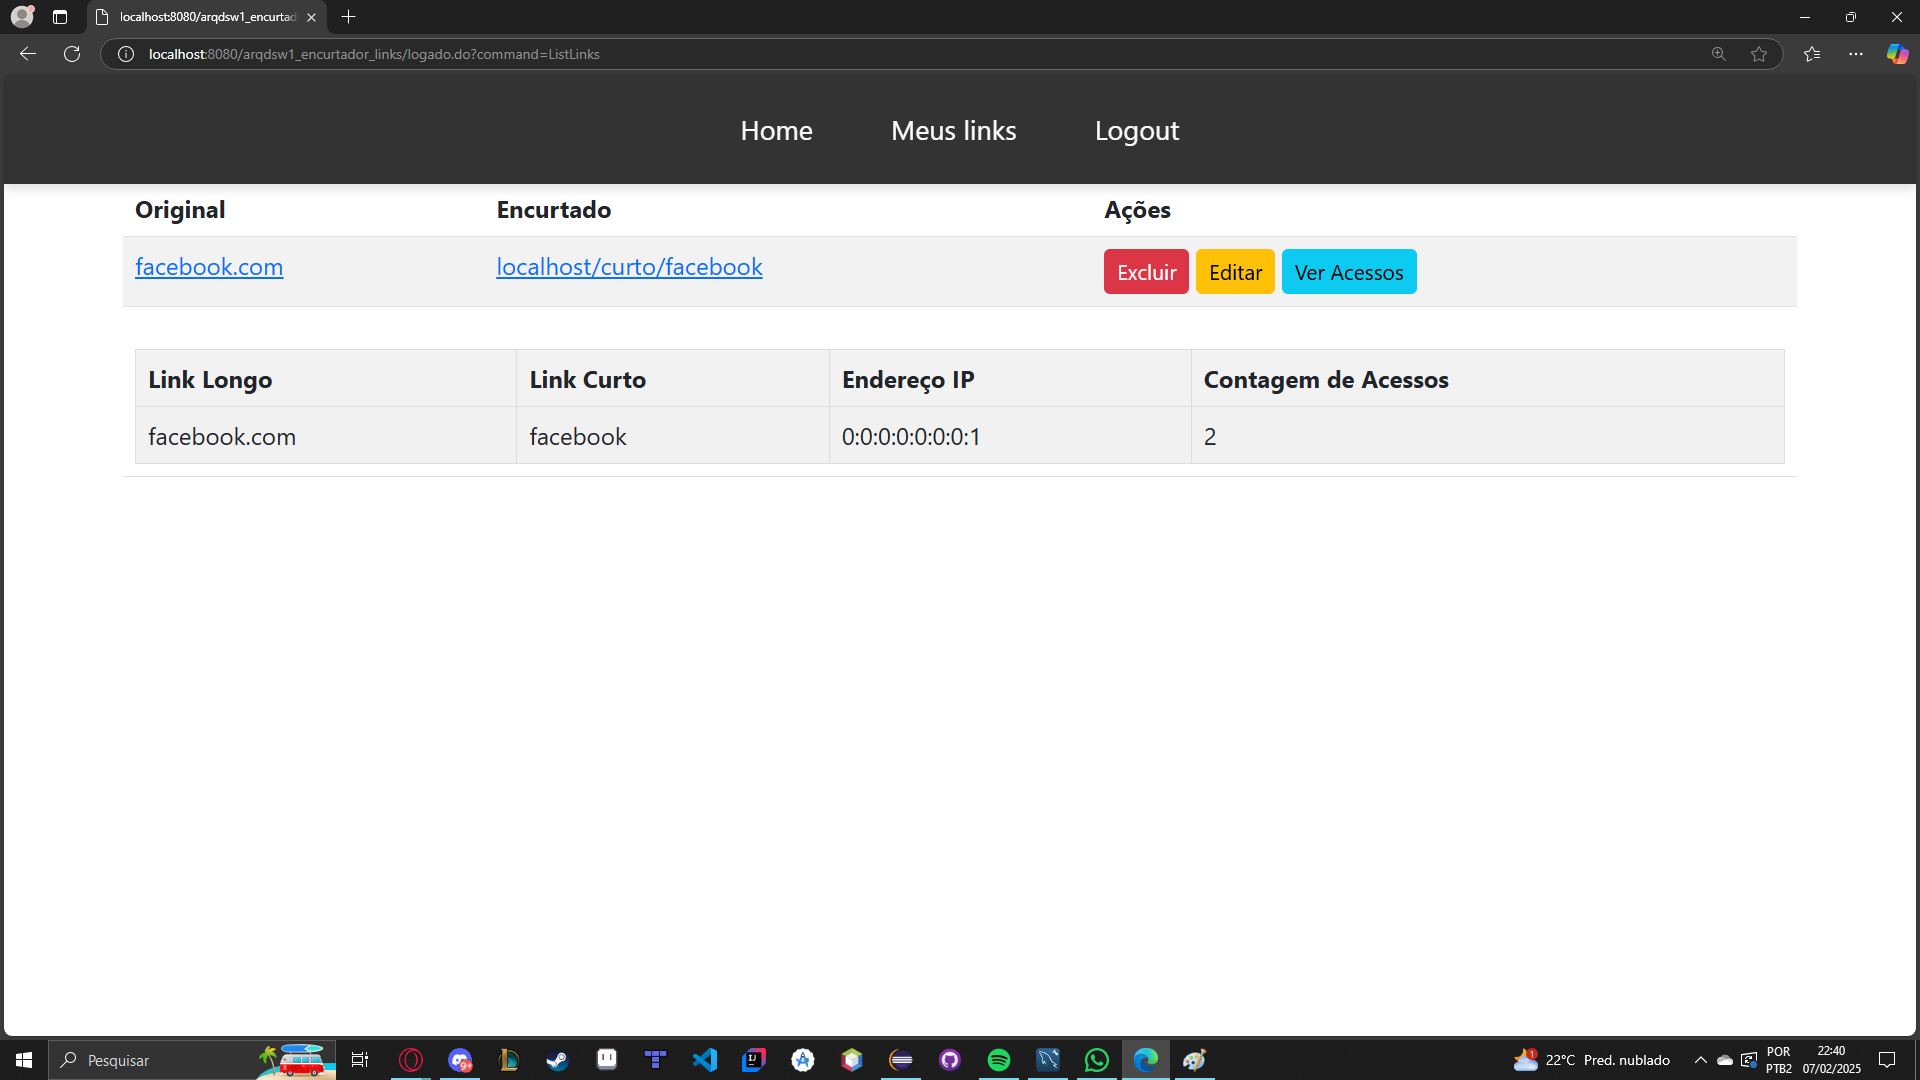 localhost:8080/arqdsw1_encurtad
localhost:8080/arqdsw1_encurtador_links/logado.do?command=ListLinks
Home Meus links Logout
Original Encurtado Ações
facebook.com localhost/curto/facebook Excluir Editar Ver Acessos
Link Longo Link Curto Endereço IP Contagem de Acessos
facebook.com facebook 0:0:0:0:0:0:0:1 2
Pesquisar 9+ 1 22°C Pred. nublado POR 22:40
PTB2 07/02/2025